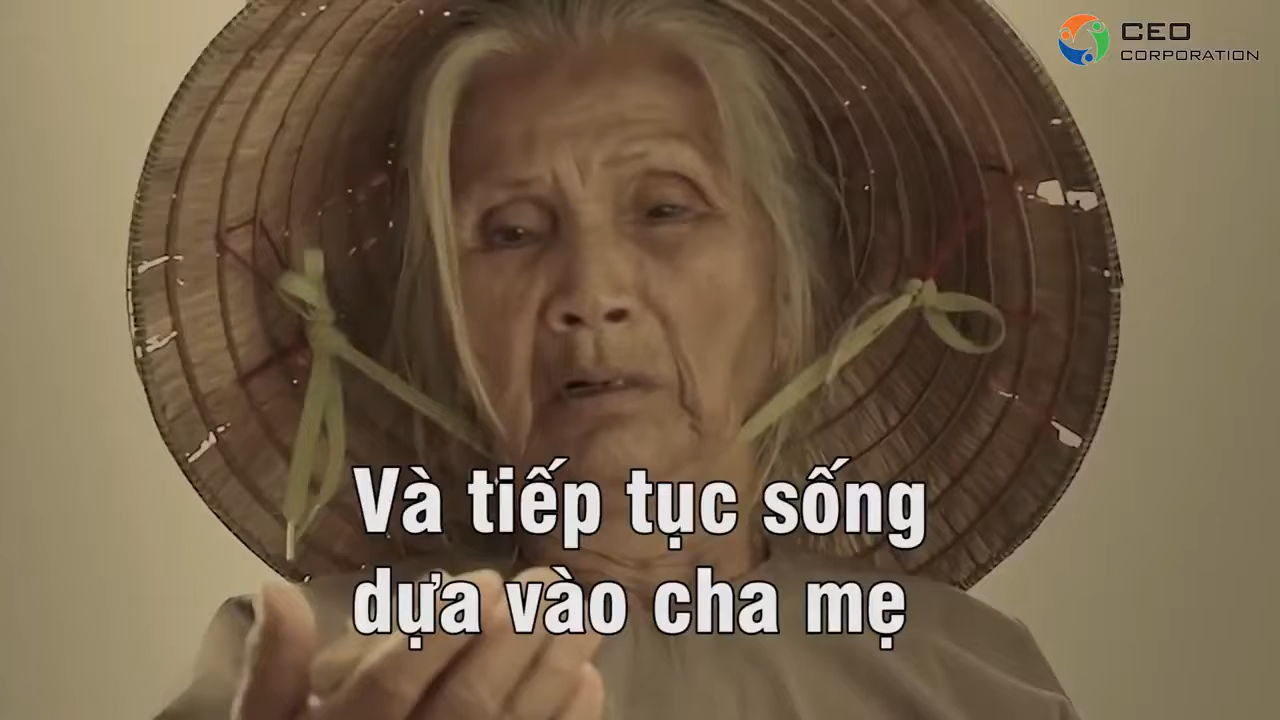 CEO
CORPORATION
Và tiếp tục sống
dựa vào cha mẹ